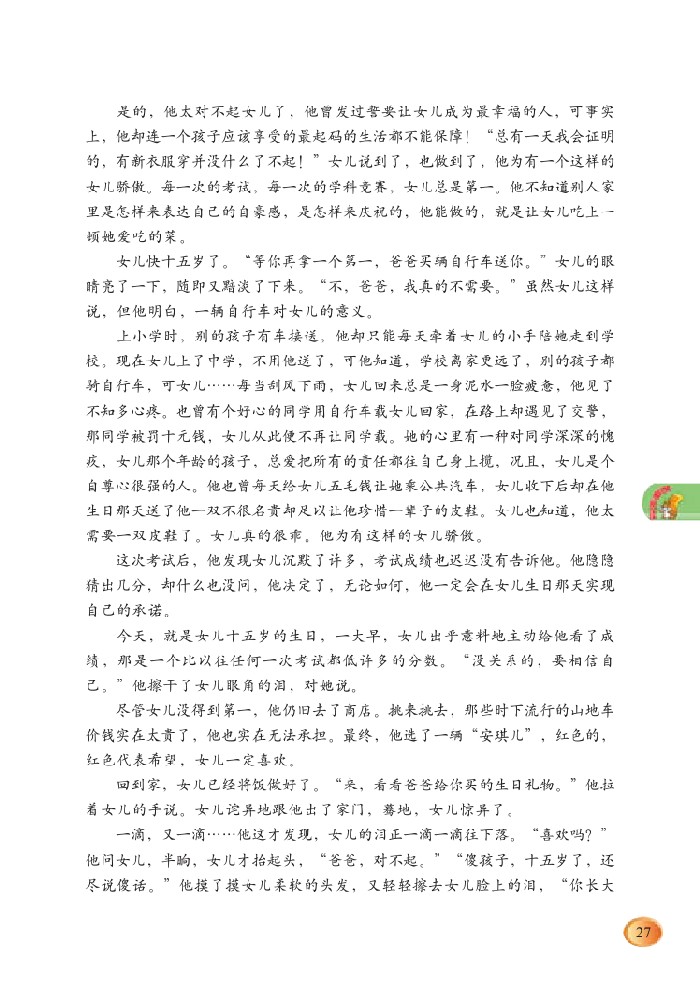 是的，他太对不起女儿了，他曾发过誓要让女儿成为最幸福的人，可事实
上，他却连一个孩子应该享受的最起码的生活都不能保障！“总有一天我会证明
的，有新衣服穿并没什么了不起！”女儿说到了，也做到了，他为有一个这样的
女儿骄傲。每一次的考试，每一次的学科竞赛，女儿总是第一。他不知道别人家
里是怎样来表达自己的自豪感，是怎样来庆祝的，他能做的，就是让女儿吃上一
顿她爱吃的菜。
女儿快十五岁了。“等你再拿一个第一，爸爸买辆自行车送你。”女儿的眼
睛亮了一下，随即又黯淡了下来。“不，爸爸，我真的不需要。”虽然女儿这样
说，但他明白，一辆自行车对女儿的意义。
上小学时，别的孩子有车接送，他却只能每天牵着女儿的小手陪她走到学
校。现在女儿上了中学，不用他送了，可他知道，学校离家更远了，别的孩子都
骑自行车，可女儿……每当刮风下雨，女儿回来总是一身泥水一脸疲惫，他见了
不知多心疼。也曾有个好心的同学用自行车载女儿回家，在路上却遇见了交警，
那同学被罚十元钱，女儿从此便不再让同学载。她的心里有一种对同学深深的愧
疚，女儿那个年龄的孩子，总爱把所有的责任都往自己身上揽，况且，女儿是个
自尊心很强的人。他也曾每天给女儿五毛钱让她乘公共汽车，女儿收下后却在他
生日那天送了他一双不很名贵却足以让他珍惜一辈子的皮鞋。女儿也知道，他太
需要一双皮鞋了。女儿真的很乖。他为有这样的女儿骄傲。
这次考试后，他发现女儿沉默了许多，考试成绩也迟迟没有告诉他。他隐隐
猜出几分，却什么也没问，他决定了，无论如何，他一定会在女儿生日那天实现
自己的承诺。
今天，就是女儿十五岁的生日，一大早，女儿出乎意料地主动给他看了成
绩，那是一个比以往任何一次考试都低许多的分数。“没关系的，要相信自
己。”他擦干了女儿眼角的泪，对她说。
尽管女儿没得到第一，他仍旧去了商店。挑来挑去，那些时下流行的山地车
价钱实在太贵了，他也实在无法承担。最终，他选了一辆“安琪儿”，红色的，
红色代表希望，女儿一定喜欢。
回到家，女儿已经将饭做好了。“来，看看爸爸给你买的生日礼物。”他拉
着女儿的手说。女儿诧异地跟他出了家门，蓦地，女儿惊异了。
一滴，又一滴……他这才发现，女儿的泪正一滴一滴往下落。“喜欢吗？”
他问女儿，半晌，女儿才抬起头，“爸爸，对不起。”“傻孩子，十五岁了，还
尽说傻话。”他摸了摸女儿柔软的头发，又轻轻擦去女儿脸上的泪，“你长大
27